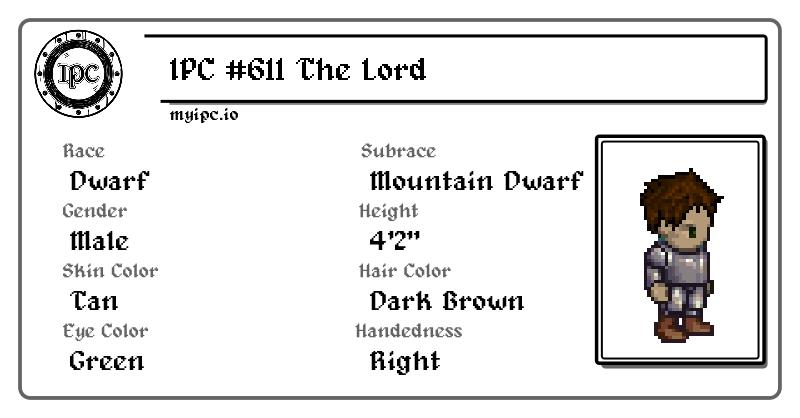 IPC
IPC #611 The Lord
myipc.io
Race
Subrace
Dwarf
Mountain Dwarf
Gender
Height
Male
4'2"
Skin Color
Hair Color
Tan
Dark Brown
Eye Color
Handedness
Green
Right